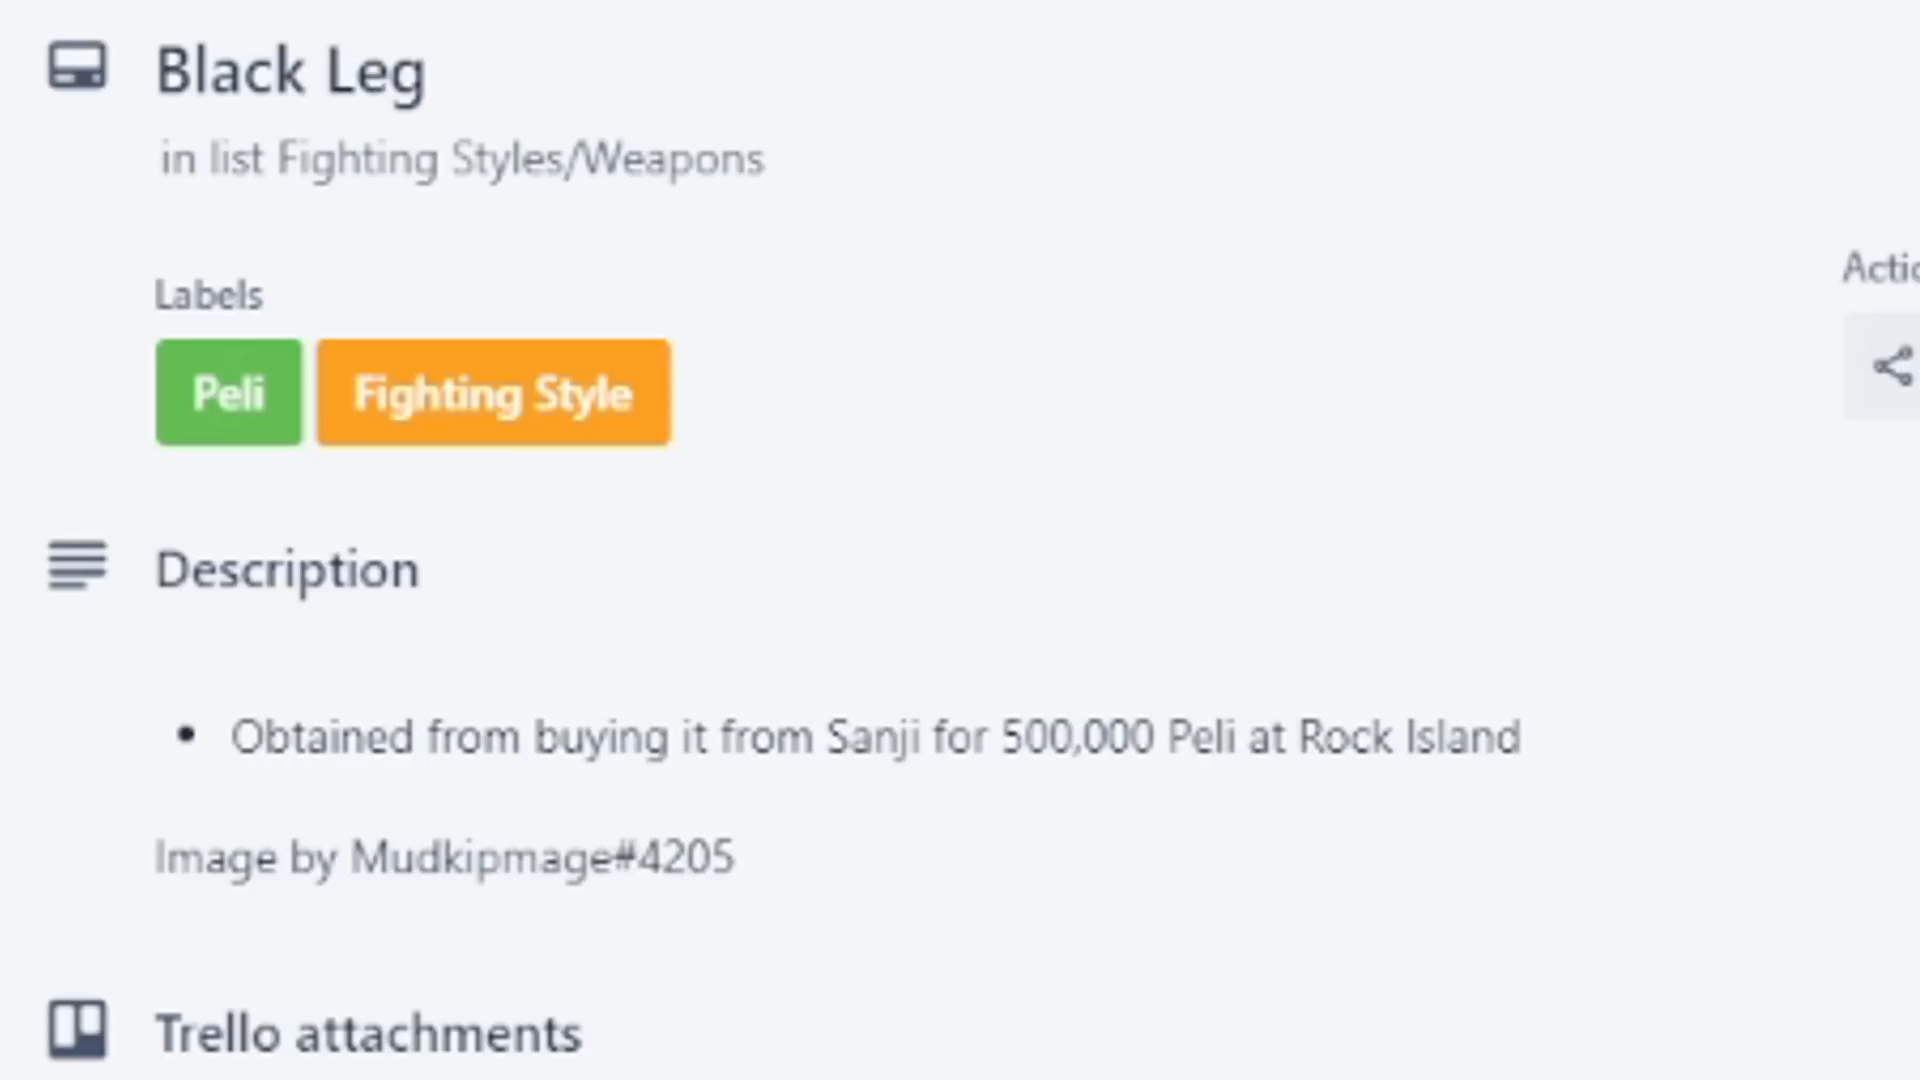 Black Leg
in list Fighting Styles/Weapons
Labels
Actio
Peli Fighting Style
Description
• Obtained from buying it from Sanji for 500,000 Peli at Rock Island
Image by Mudkipmage#4205
Trello attachments